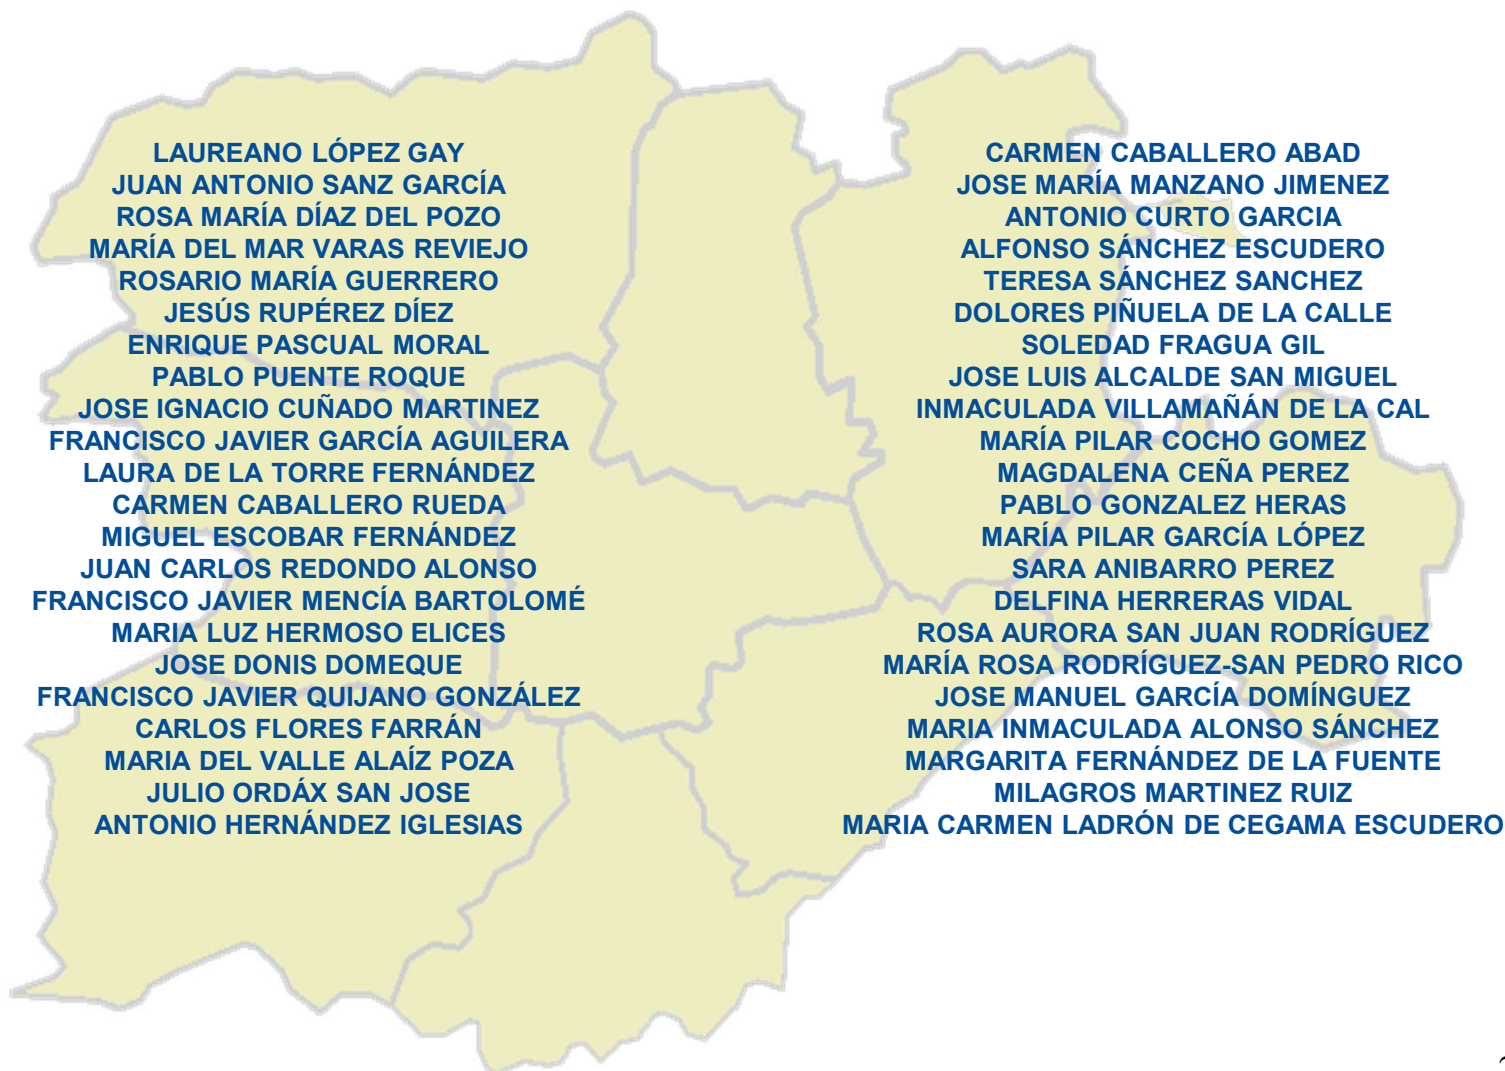 LAUREANO LÓPEZ GAY
JUAN ANTONIO SANZ GARCÍA
ROSA MARÍA DÍAZ DEL POZO
MARÍA DEL MAR VARAS REVIEJO
ROSARIO MARÍA GUERRERO
JESÚS RUPÉREZ DÍEZ
ENRIQUE PASCUAL MORAL
PABLO PUENTE ROQUE
JOSE IGNACIO CUÑADO MARTINEZ
FRANCISCO JAVIER GARCÍA AGUILERA
LAURA DE LA TORRE FERNÁNDEZ
CARMEN CABALLERO RUEDA
MIGUEL ESCOBAR FERNÁNDEZ
JUAN CARLOS REDONDO ALONSO
FRANCISCO JAVIER MENCÍA BARTOLOMÉ
MARIA LUZ HERMOSO ELICES
JOSE DONIS DOMEQUE
FRANCISCO JAVIER QUIJANO GONZÁLEZ
CARLOS FLORES FARRÁN
MARIA DEL VALLE ALAÍZ POZA
JULIO ORDÁX SAN JOSE
ANTONIO HERNÁNDEZ IGLESIAS
CARMEN CABALLERO ABAD
JOSE MARÍA MANZANO JIMENEZ
ANTONIO CURTO GARCIA
ALFONSO SÁNCHEZ ESCUDERO
TERESA SÁNCHEZ SANCHEZ
DOLORES PIÑUELA DE LA CALLE
SOLEDAD FRAGUA GIL
JOSE LUIS ALCALDE SAN MIGUEL
INMACULADA VILLAMAÑÁN DE LA CAL
MARÍA PILAR COCHO GOMEZ
MAGDALENA CEÑA PEREZ
PABLO GONZALEZ HERAS
MARÍA PILAR GARCÍA LÓPEZ
SARA ANIBARRO PEREZ
DELFINA HERRERAS VIDAL
ROSA AURORA SAN JUAN RODRÍGUEZ
MARÍA ROSA RODRÍGUEZ-SAN PEDRO RICO
JOSE MANUEL GARCÍA DOMÍNGUEZ
MARIA INMACULADA ALONSO SÁNCHEZ
MARGARITA FERNÁNDEZ DE LA FUENTE
MILAGROS MARTINEZ RUIZ
MARIA CARMEN LADRÓN DE CEGAMA ESCUDERO